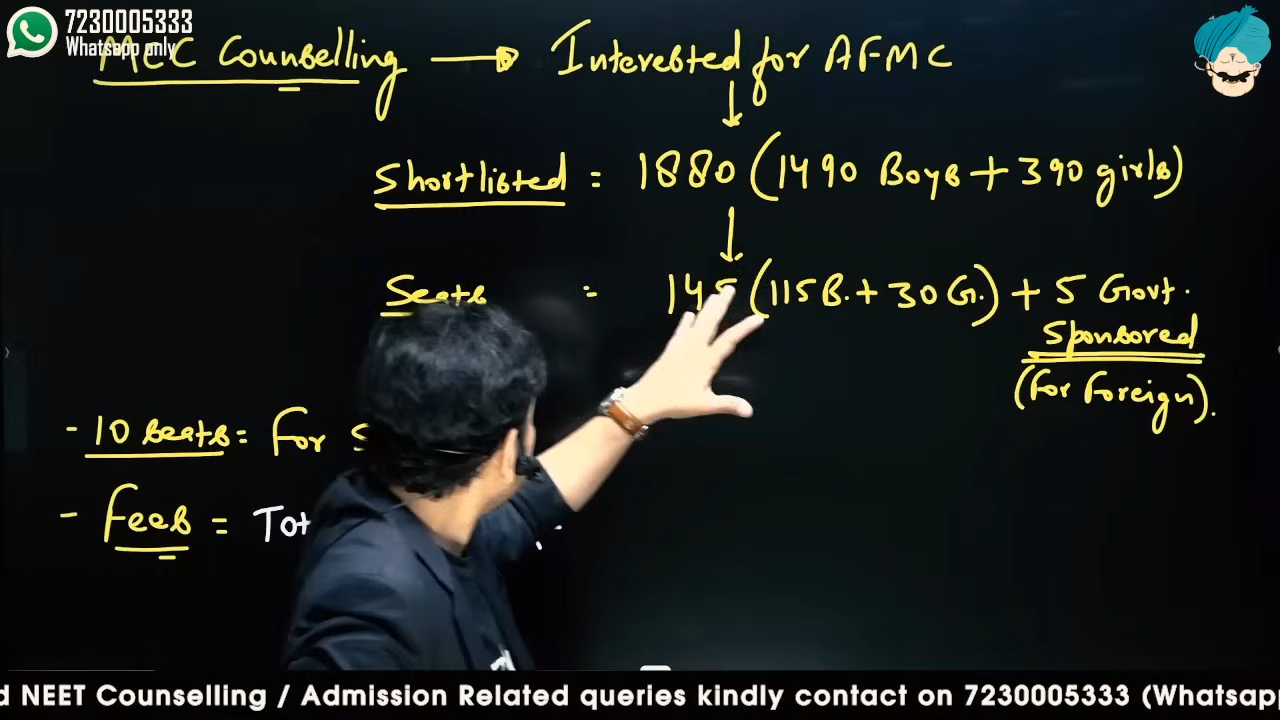 7230005333
Whatsapp only
MCC Counselling → Interested for AFMC
Shortlisted = 1880 (1490 Boys + 390 girls)
Seats = 145 (115 B. + 30 G.) + 5 Govt.
Sponsored
(For Foreign).
- 10 seats = For
- Fees =
d NEET Counselling / Admission Related queries kindly contact on 7230005333 (Whatsapp